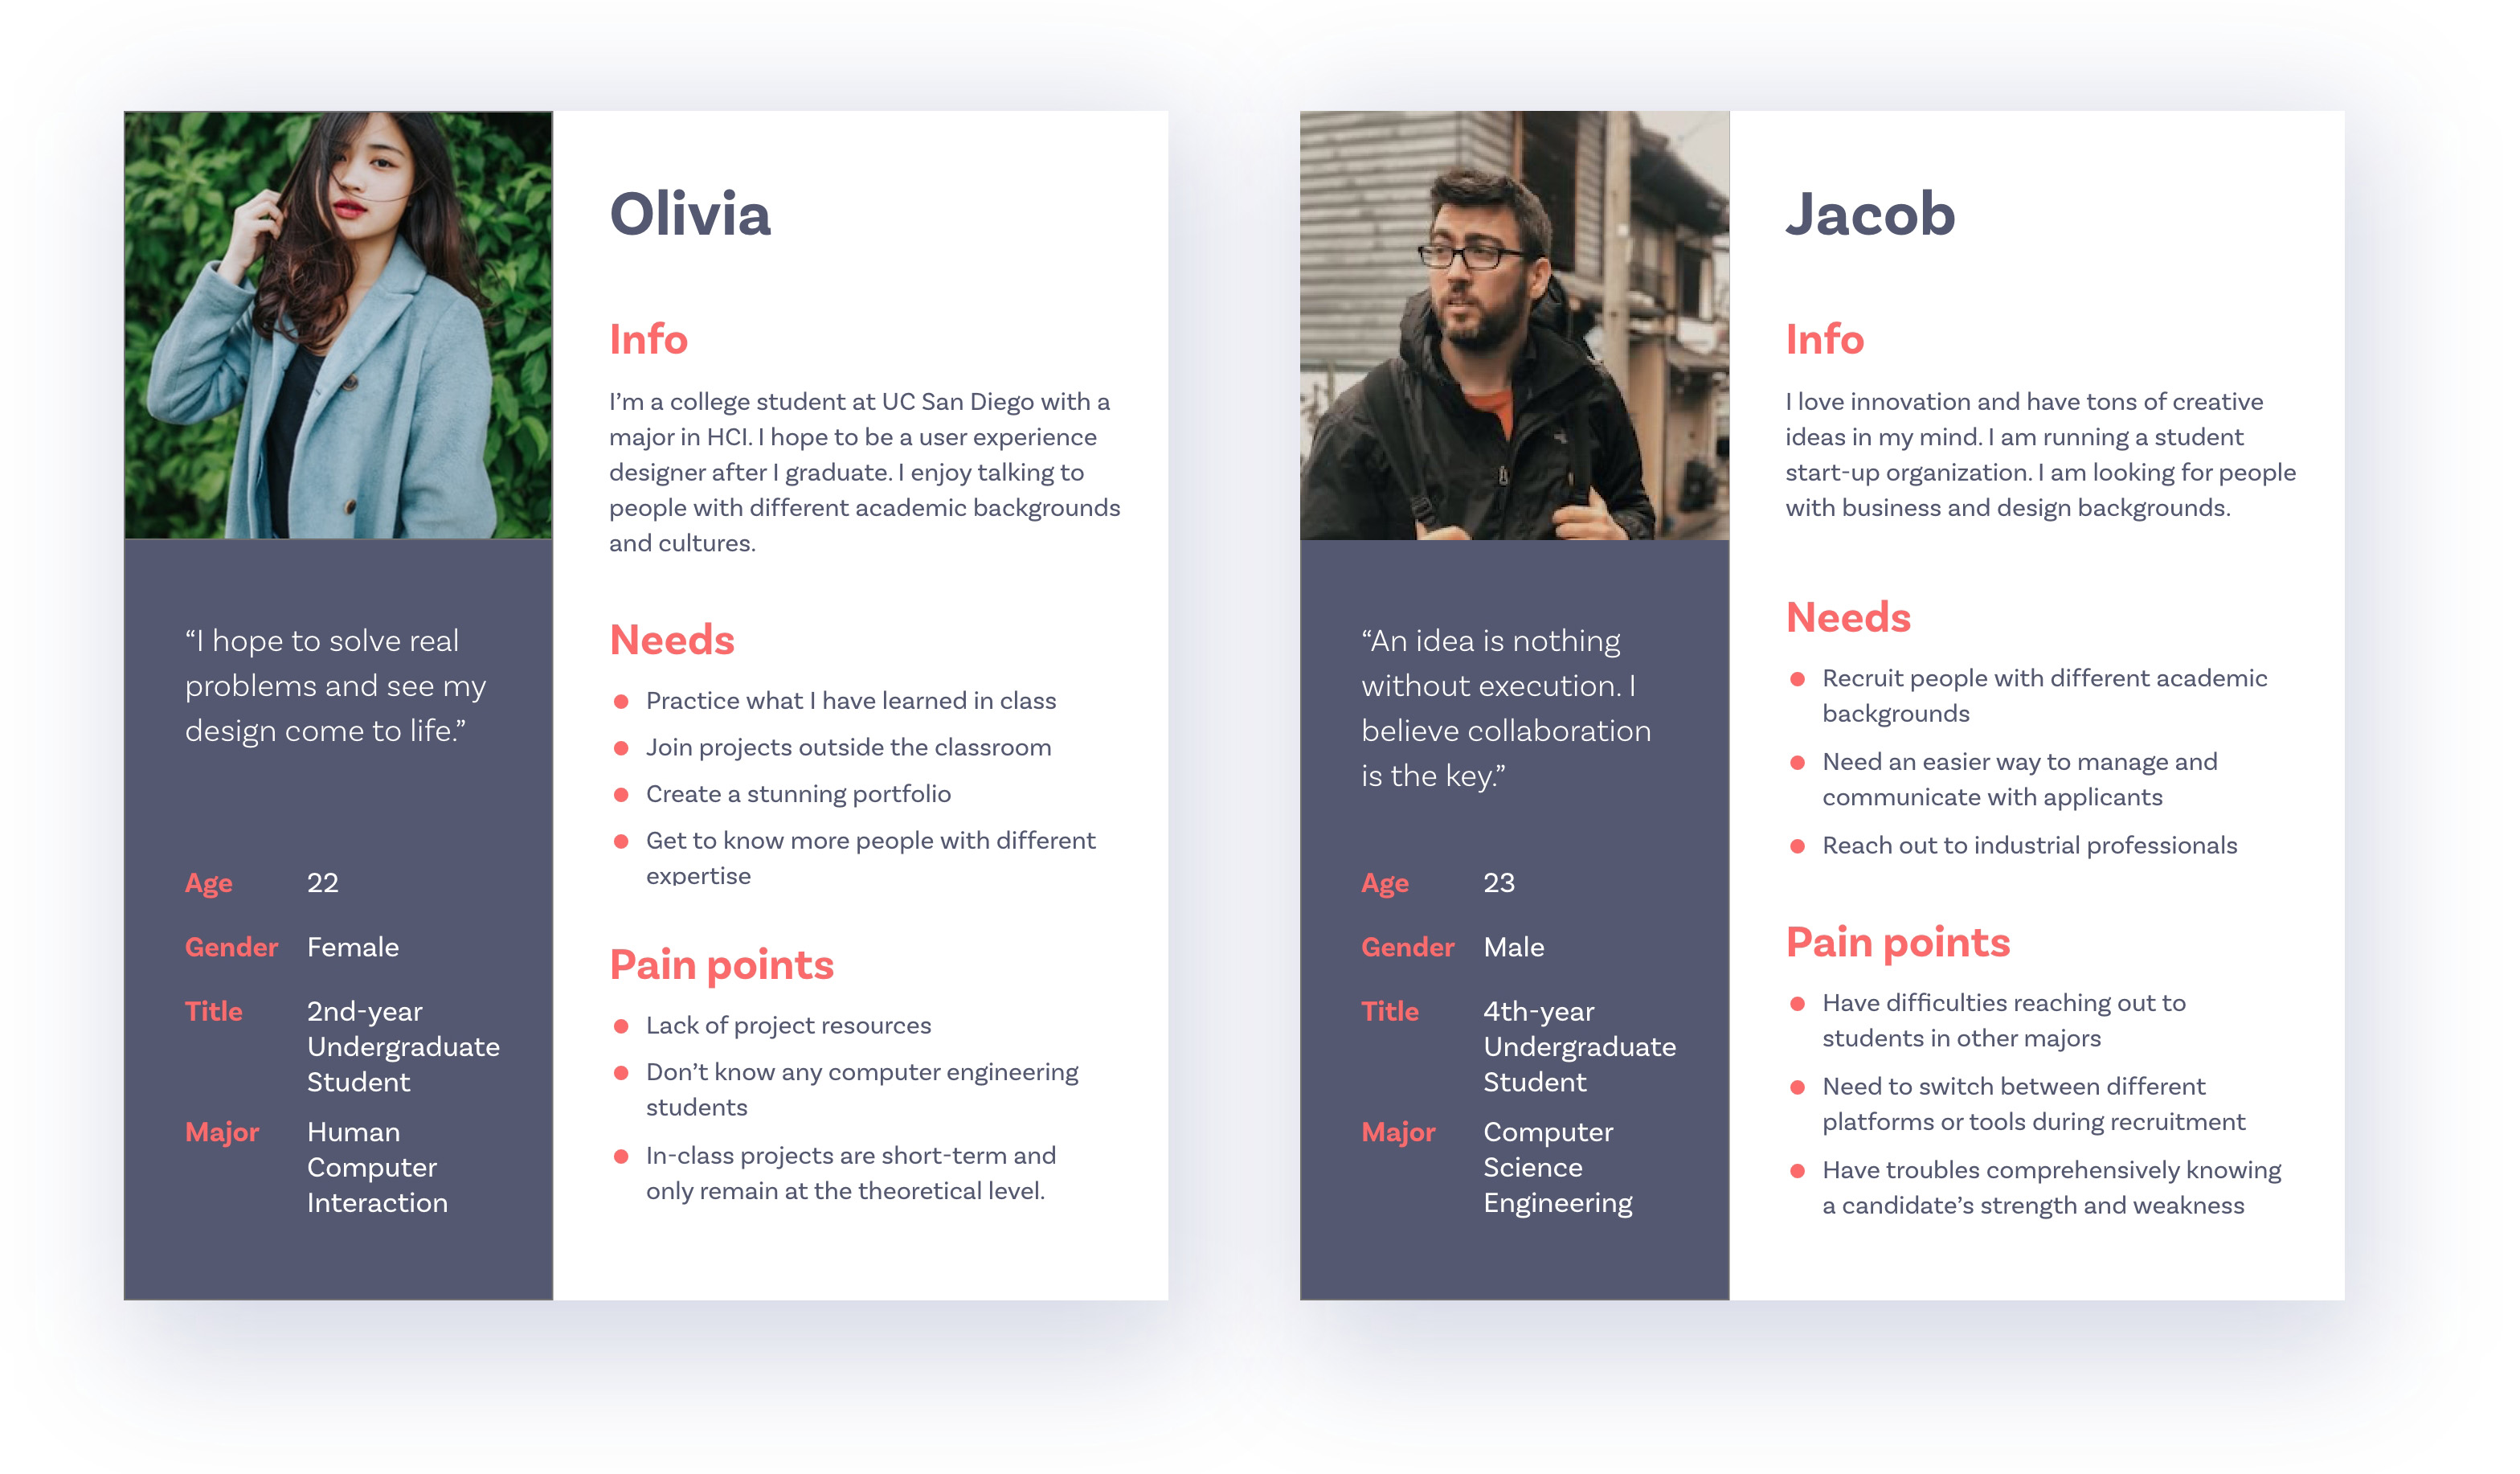 Olivia
Info
I’m a college student at UC San Diego with a
major in HCI. I hope to be a user experience
designer after I graduate. I enjoy talking to
people with different academic backgrounds
and cultures.
“I hope to solve real
problems and see my
design come to life.”
Age 22
Gender Female
Title 2nd-year
Undergraduate
Student
Major Human
Computer
Interaction
Needs
Practice what I have learned in class
Join projects outside the classroom
Create a stunning portfolio
Get to know more people with different
expertise
Pain points
Lack of project resources
Don’t know any computer engineering
students
In-class projects are short-term and
only remain at the theoretical level.
Jacob
Info
I love innovation and have tons of creative
ideas in my mind. I am running a student
start-up organization. I am looking for people
with business and design backgrounds.
“An idea is nothing
without execution. I
believe collaboration
is the key.”
Age 23
Gender Male
Title 4th-year
Undergraduate
Student
Major Computer
Science
Engineering
Needs
Recruit people with different academic
backgrounds
Need an easier way to manage and
communicate with applicants
Reach out to industrial professionals
Pain points
Have difficulties reaching out to
students in other majors
Need to switch between different
platforms or tools during recruitment
Have troubles comprehensively knowing
a candidate’s strength and weakness